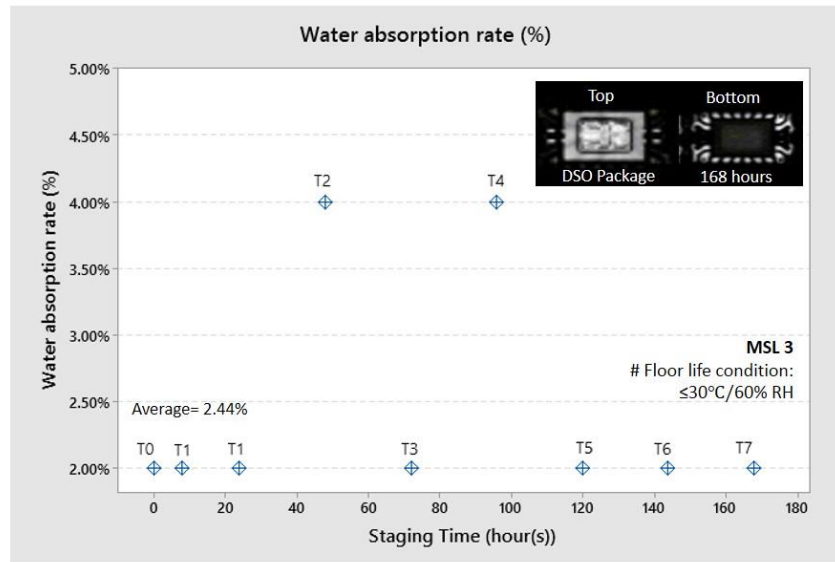 Water absorption rate (%)
5.00%
4.50%
4.00%
3.50%
3.00%
2.50%
2.00%
Water absorption rate (%)
Top
Bottom
DSO Package
168 hours
T2
T4
MSL 3
# Floor life condition:
≤30°C/60% RH
Average= 2.44%
T0
T1
T1
T3
T5
T6
T7
0
20
40
60
80
100
120
140
160
180
Staging Time (hour(s))